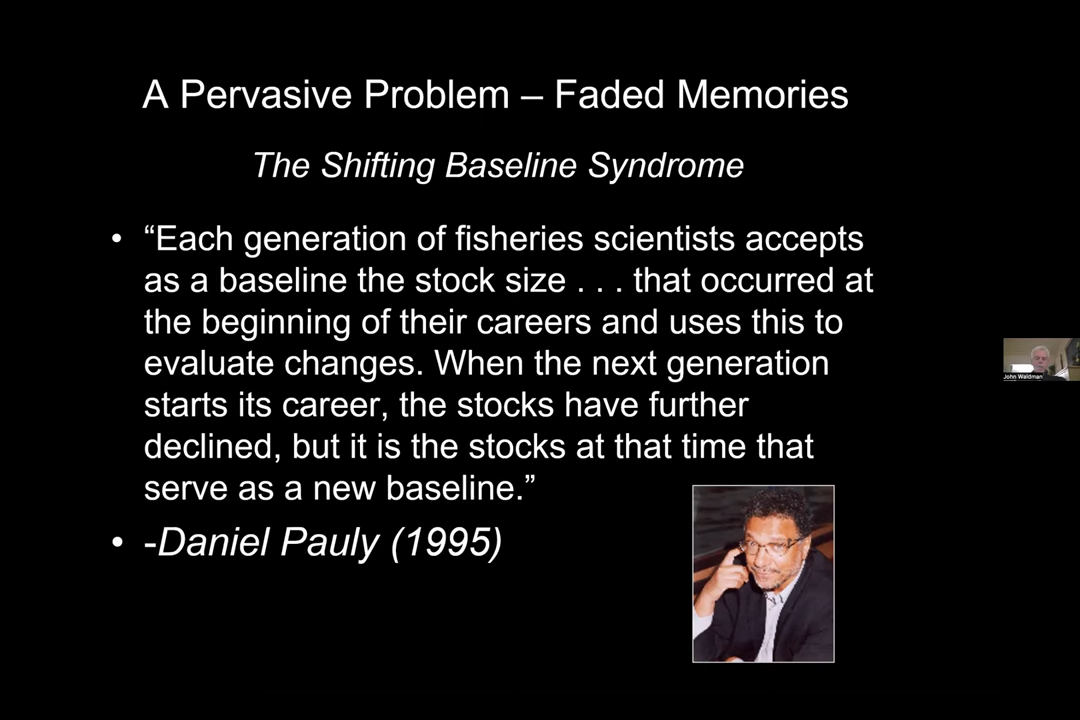 A Pervasive Problem – Faded Memories
The Shifting Baseline Syndrome
• “Each generation of fisheries scientists accepts
as a baseline the stock size . . . that occurred at
the beginning of their careers and uses this to
evaluate changes. When the next generation
starts its career, the stocks have further
declined, but it is the stocks at that time that
serve as a new baseline.”
• -Daniel Pauly (1995)
John Waldman